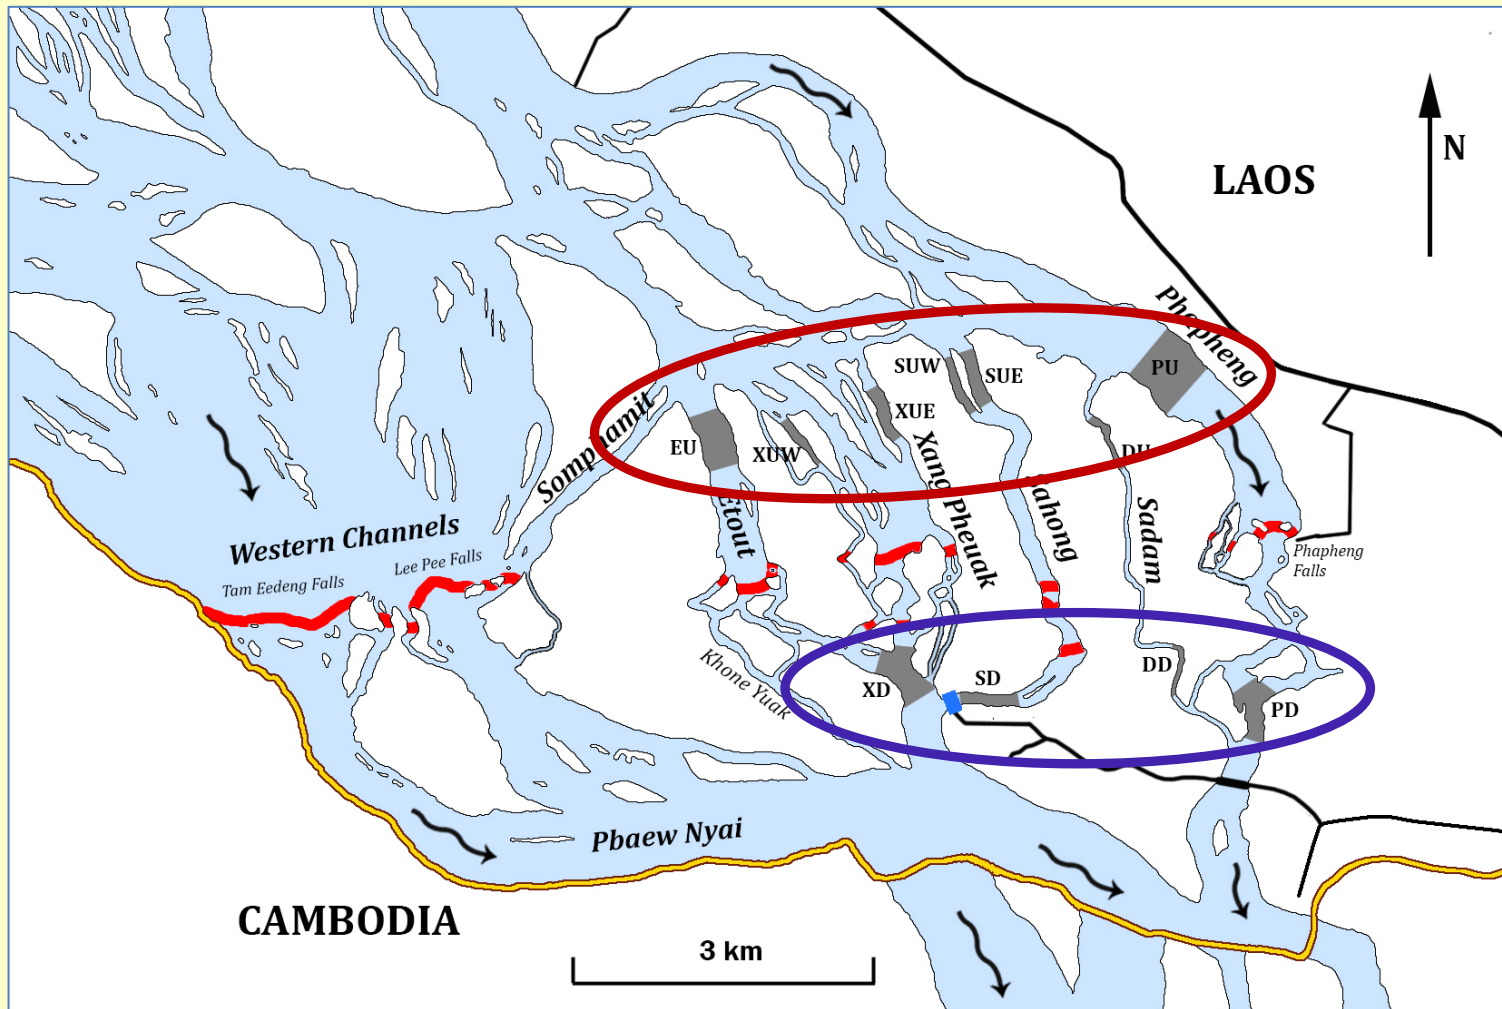 N
LAOS
Phapheng
PU
SUW
SUE
XUE
EU
XUW
DU
Somphamit
Etout
Xang Pheuak
Sahong
Sadam
Western Channels
Tam Eedeng Falls
Lee Pee Falls
Phapheng
Falls
Khone Yuak
XD
SD
DD
PD
Pbaew Nyai
CAMBODIA
3 km